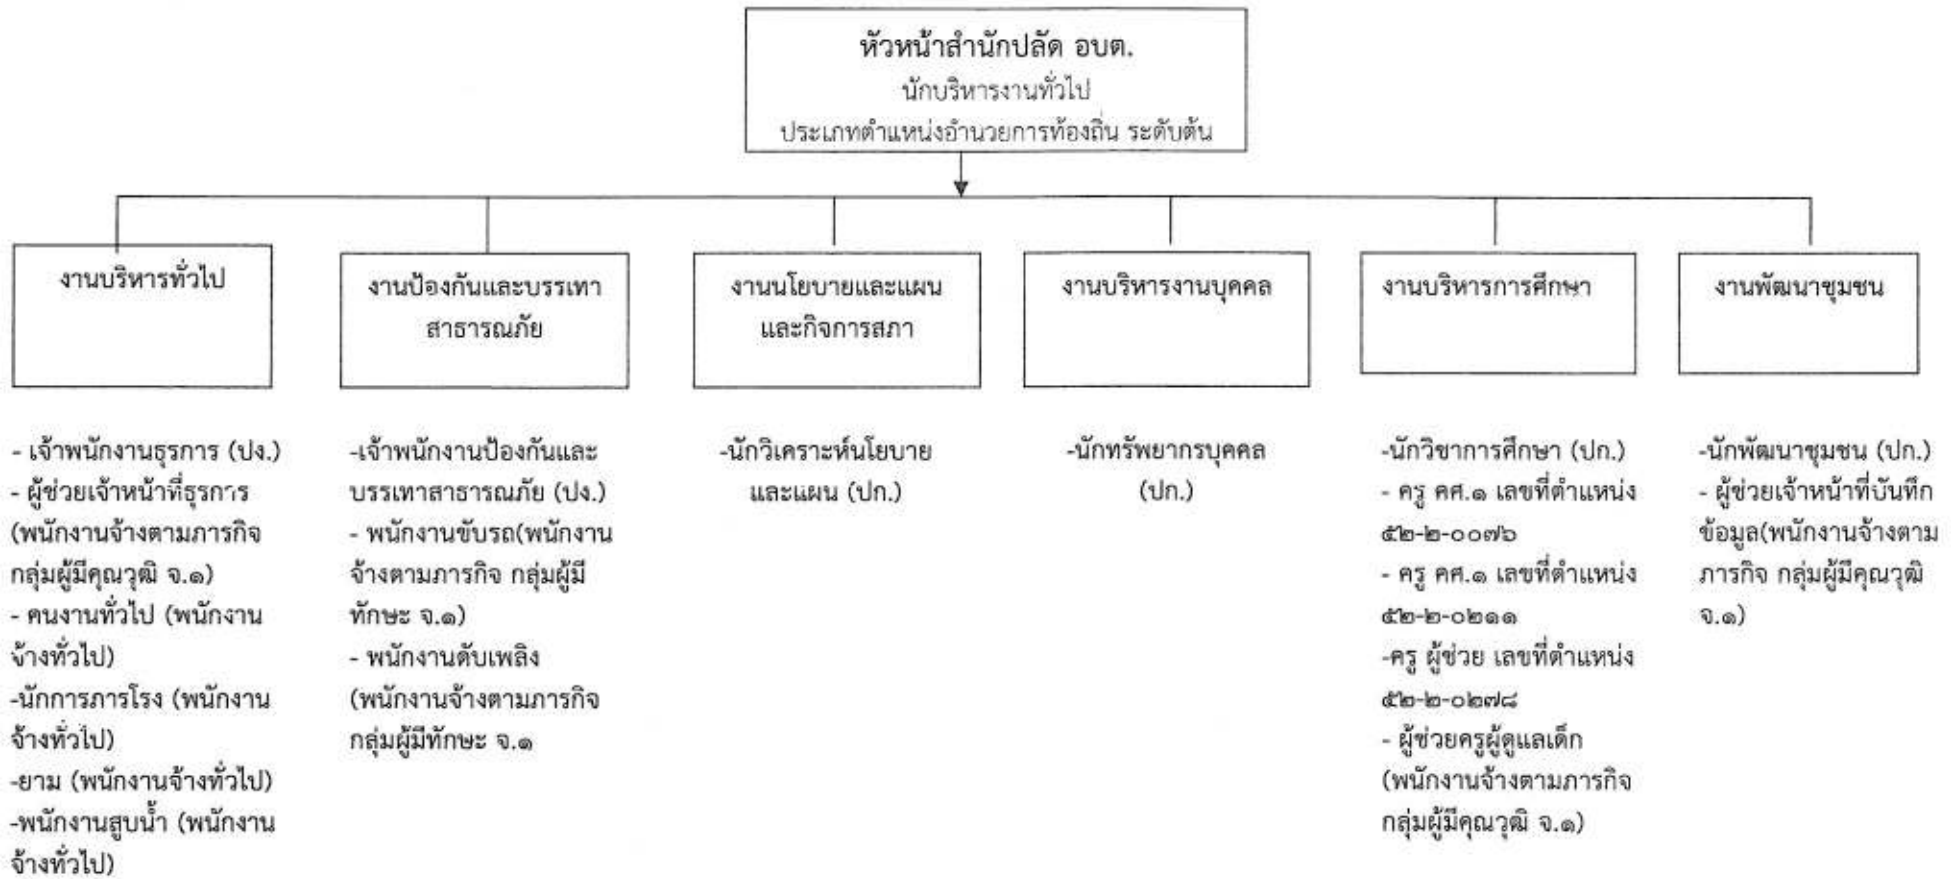 หัวหน้าสำนักปลัด อบต.
นักบริหารงานทั่วไป
ประเภทตำแหน่งอำนวยการท้องถิ่น ระดับต้น
งานบริหารทั่วไป
งานป้องกันและบรรเทา
สาธารณภัย
งานนโยบายและแผน
และกิจการสภา
งานบริหารงานบุคคล
งานบริหารการศึกษา
งานพัฒนาชุมชน
- เจ้าพนักงานธุรการ (ปง.)
- ผู้ช่วยเจ้าหน้าที่ธุรการ
(พนักงานจ้างตามภารกิจ
กลุ่มผู้มีคุณวุฒิ จ.๑)
- คนงานทั่วไป (พนักงาน
จ้างทั่วไป)
-นักการภารโรง (พนักงาน
จ้างทั่วไป)
-ยาม (พนักงานจ้างทั่วไป)
-พนักงานสูบน้ำ (พนักงาน
จ้างทั่วไป)
-เจ้าพนักงานป้องกันและ
บรรเทาสาธารณภัย (ปง.)
- พนักงานขับรถ(พนักงาน
จ้างตามภารกิจ กลุ่มผู้มี
ทักษะ จ.๑)
- พนักงานดับเพลิง
(พนักงานจ้างตามภารกิจ
กลุ่มผู้มีทักษะ จ.๑
-นักวิเคราะห์นโยบาย
และแผน (ปก.)
-นักทรัพยากรบุคคล
(ปก.)
-นักวิชาการศึกษา (ปก.)
- ครู คศ.๑ เลขที่ตำแหน่ง
๕๒-๒-๐๐๗๖
- ครู คศ.๑ เลขที่ตำแหน่ง
๕๒-๒-๐๒๑๑
-ครู ผู้ช่วย เลขที่ตำแหน่ง
๕๒-๒-๐๒๗๘
- ผู้ช่วยครูผู้ดูแลเด็ก
(พนักงานจ้างตามภารกิจ
กลุ่มผู้มีคุณวุฒิ จ.๑)
-นักพัฒนาชุมชน (ปก.)
- ผู้ช่วยเจ้าหน้าที่บันทึก
ข้อมูล(พนักงานจ้างตาม
ภารกิจ กลุ่มผู้มีคุณวุฒิ
จ.๑)